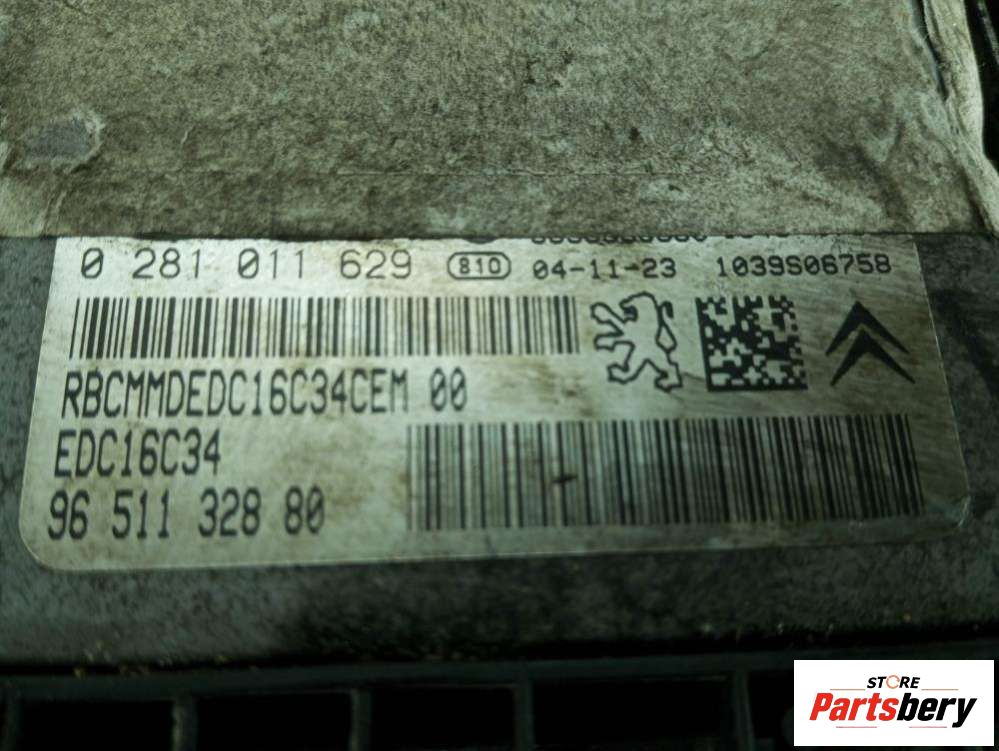 0 281 011 629 810 04-11-23 1039S06758
RBCMMDEDC16C34CEM 00
EDC16C34
96 511 328 80
STORE
Partsbery